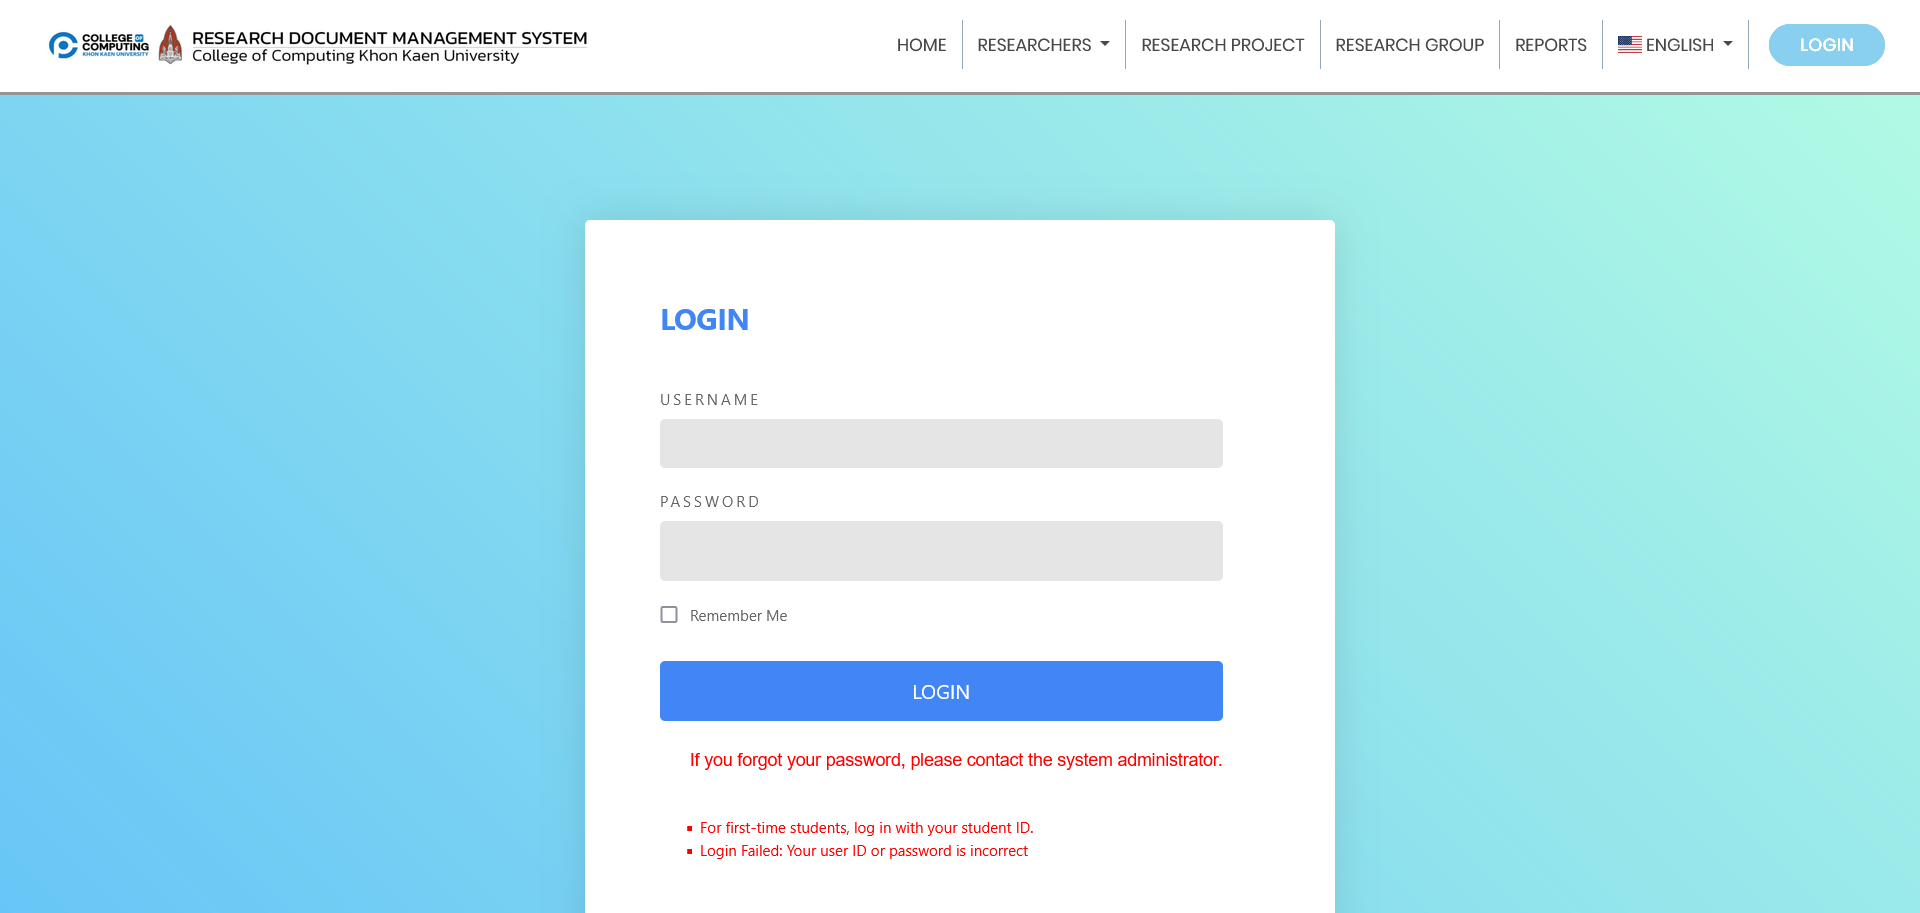 COLLEGE OF
COMPUTING
KHON KAEN UNIVERSITY
RESEARCH DOCUMENT MANAGEMENT SYSTEM
College of Computing Khon Kaen University
HOME
RESEARCHERS
RESEARCH PROJECT
RESEARCH GROUP
REPORTS
ENGLISH
LOGIN
LOGIN
USERNAME
PASSWORD
Remember Me
LOGIN
If you forgot your password, please contact the system administrator.
For first-time students, log in with your student ID.
Login Failed: Your user ID or password is incorrect